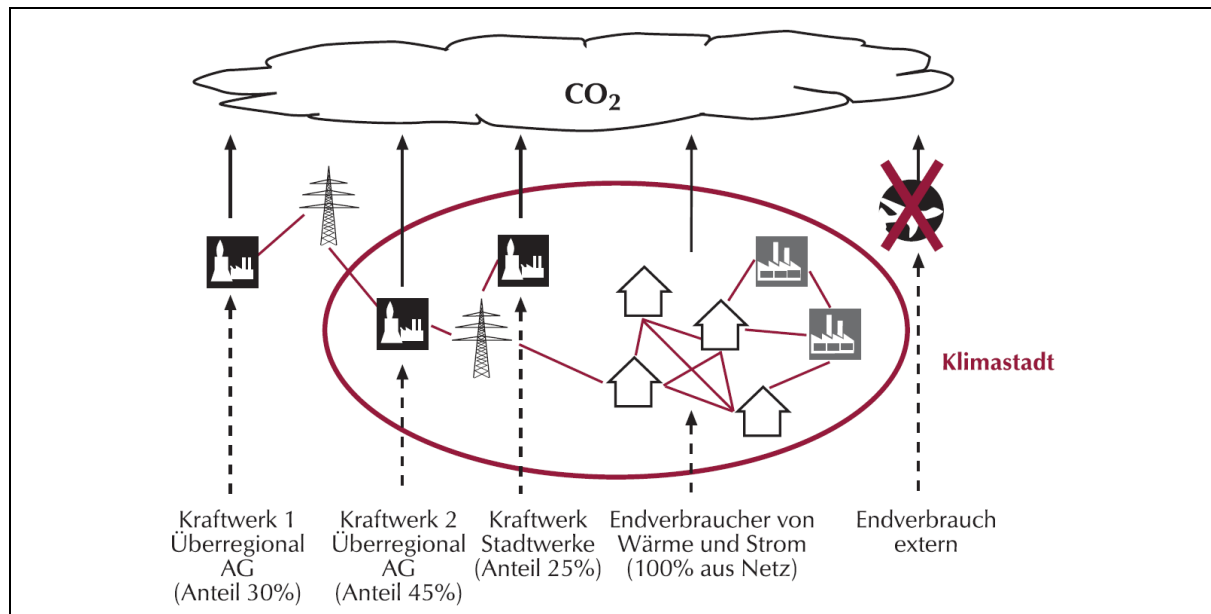 CO₂
Klimastadt
Kraftwerk 1
Überregional
AG
(Anteil 30%)
Kraftwerk 2
Überregional
AG
(Anteil 45%)
Kraftwerk
Stadtwerke
(Anteil 25%)
Endverbraucher von
Wärme und Strom
(100% aus Netz)
Endverbrauch
extern